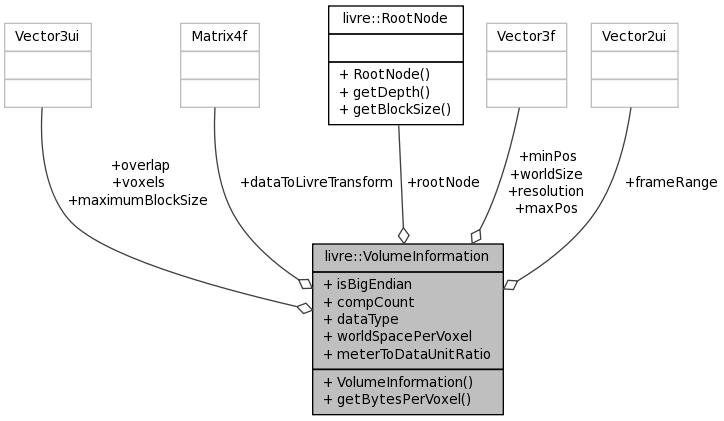 livre::RootNode
Vector3ui
Matrix4f
Vector3f
Vector2ui
+ RootNode()
+ getDepth()
+ getBlockSize()
+overlap
+voxels
+maximumBlockSize
+dataToLivreTransform
+rootNode
+minPos
+worldSize
+resolution
+maxPos
+frameRange
livre::VolumeInformation
+ isBigEndian
+ compCount
+ dataType
+ worldSpacePerVoxel
+ meterToDataUnitRatio
+ VolumeInformation()
+ getBytesPerVoxel()